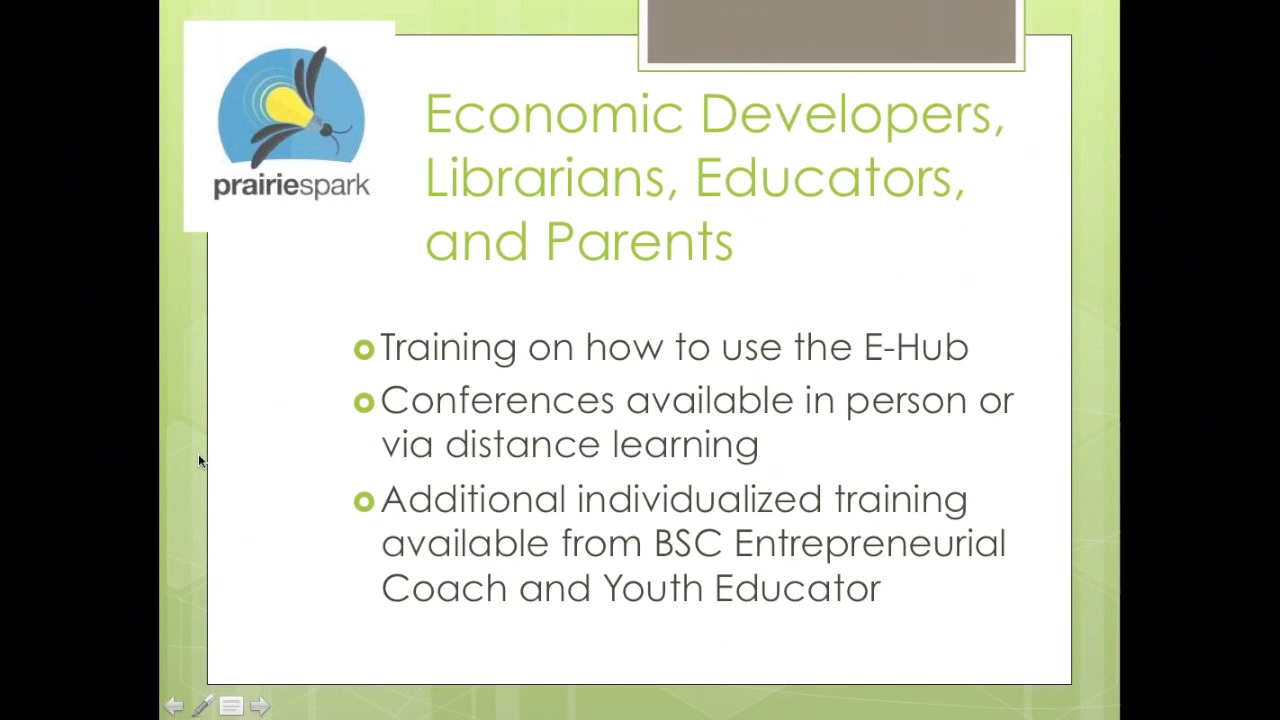 prairiespark
Economic Developers,
Librarians, Educators,
and Parents
Training on how to use the E-Hub
Conferences available in person or
via distance learning
Additional individualized training
available from BSC Entrepreneurial
Coach and Youth Educator